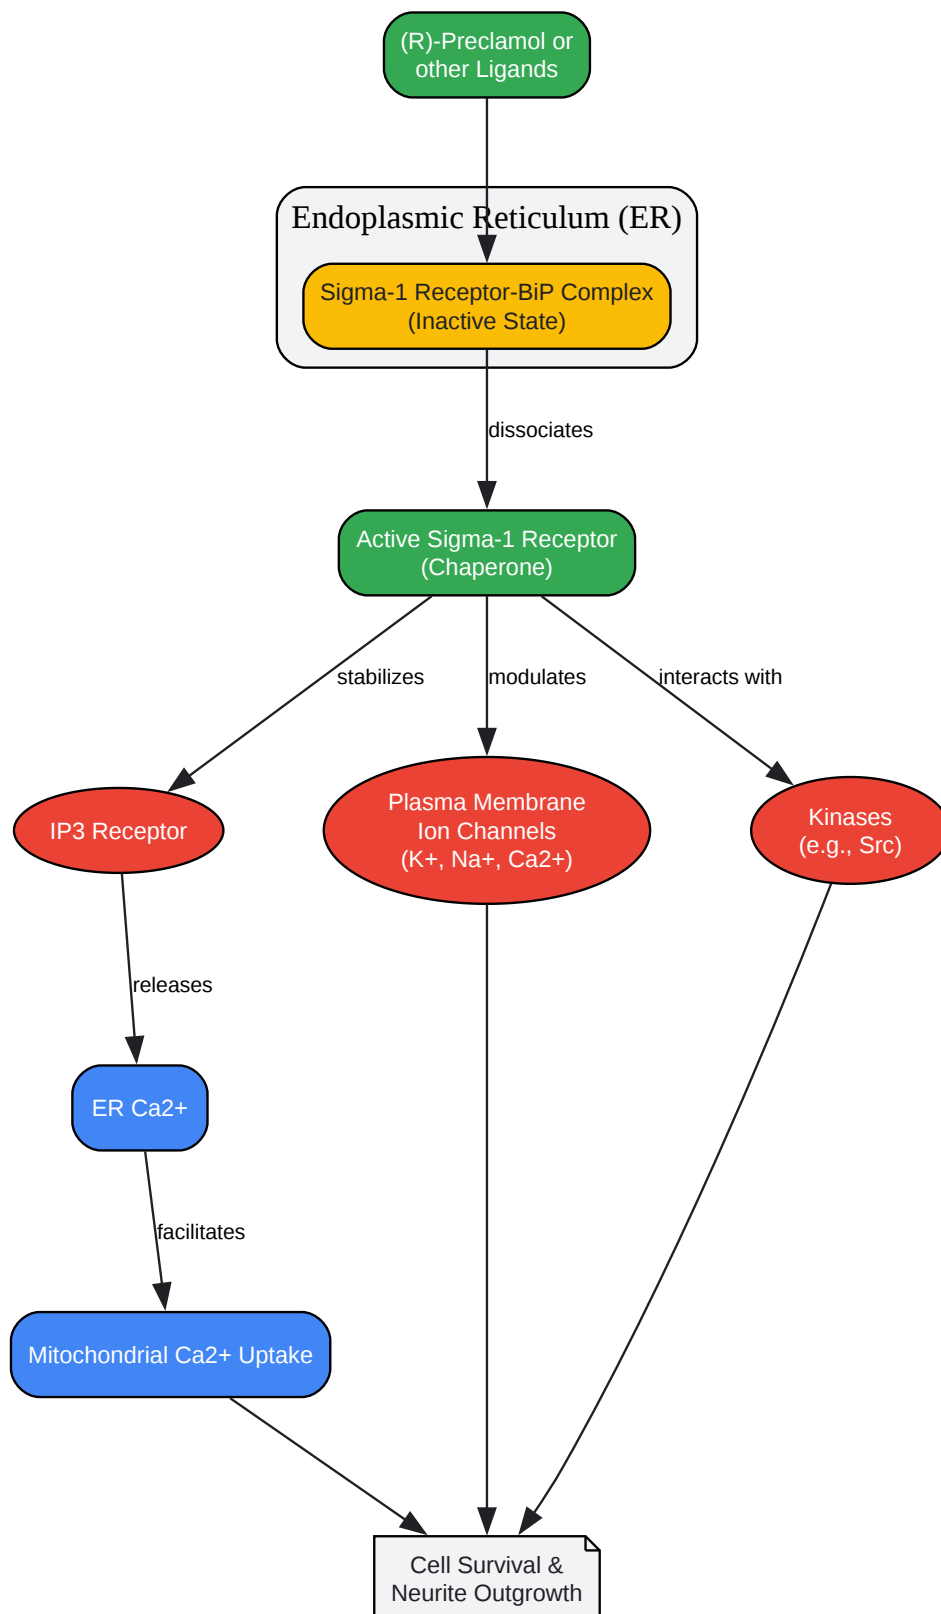 (R)-Preclamol or
other Ligands
Endoplasmic Reticulum (ER)
Sigma-1 Receptor-BiP Complex
(Inactive State)
dissociates
Active Sigma-1 Receptor
(Chaperone)
stabilizes
modulates
interacts with
IP3 Receptor
Plasma Membrane
Ion Channels
(K+, Na+, Ca2+)
Kinases
(e.g., Src)
releases
ER Ca2+
facilitates
Mitochondrial Ca2+ Uptake
Cell Survival &
Neurite Outgrowth